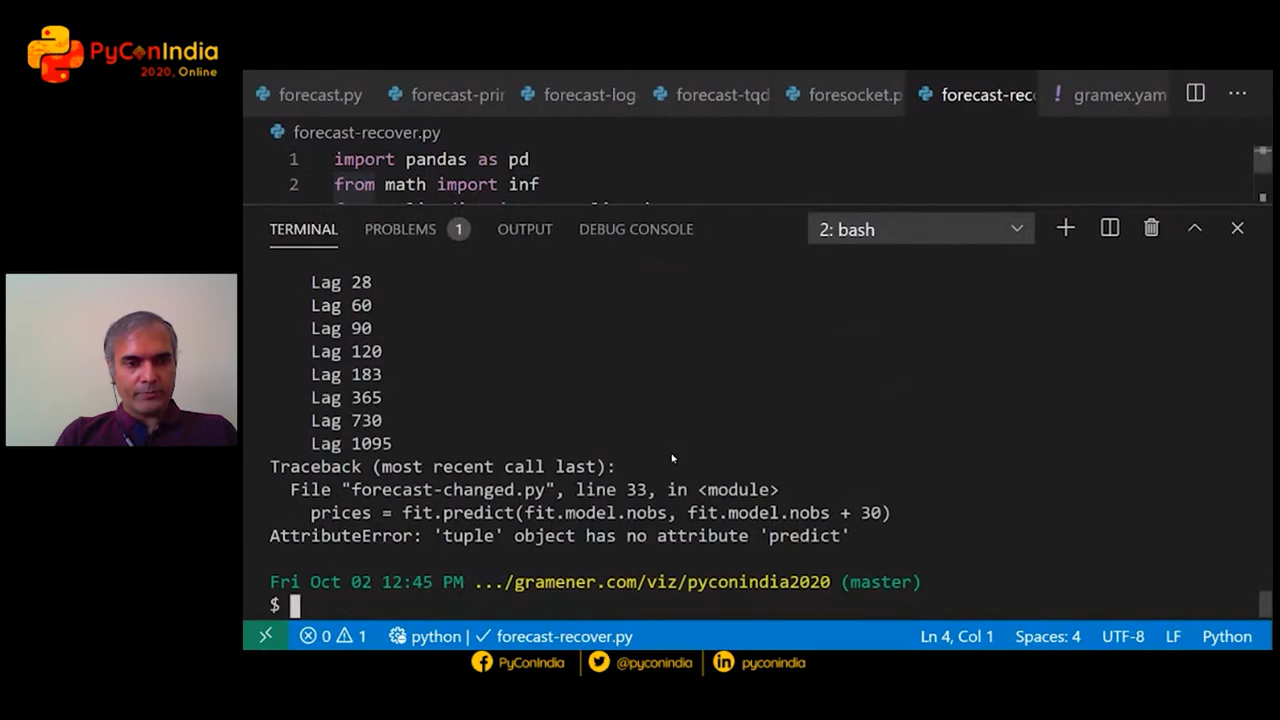 PyConIndia
2020, Online
forecast.py forecast-prin forecast-log forecast-tqd foresocket.p forecast-reco ! gramex.yam ...
forecast-recover.py
1 import pandas as pd
2 from math import inf
TERMINAL PROBLEMS 1 OUTPUT DEBUG CONSOLE 2: bash
Lag 28
Lag 60
Lag 90
Lag 120
Lag 183
Lag 365
Lag 730
Lag 1095
Traceback (most recent call last):
File "forecast-changed.py", line 33, in <module>
prices = fit.predict(fit.model.nobs, fit.model.nobs + 30)
AttributeError: 'tuple' object has no attribute 'predict'
Fri Oct 02 12:45 PM .../gramener.com/viz/pyconindia2020 (master)
$
0 1 python | ✓ forecast-recover.py Ln 4, Col 1 Spaces: 4 UTF-8 LF Python
PyConIndia @pyconindia pyconindia